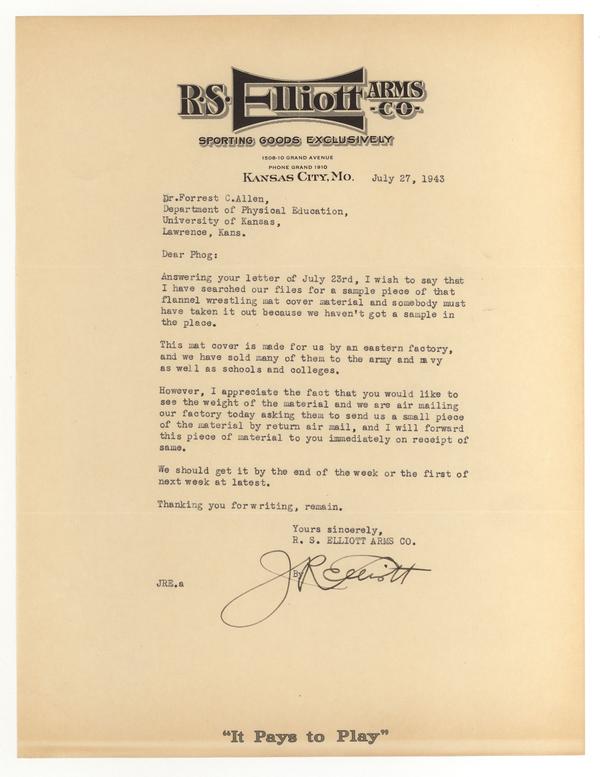 R.S. Elliott ARMS -CO-
SPORTING GOODS EXCLUSIVELY
1508-10 GRAND AVENUE
PHONE GRAND 1910
KANSAS CITY, MO. July 27, 1943
Dr.Forrest C.Allen,
Department of Physical Education,
University of Kansas,
Lawrence, Kans.
Dear Phog:
Answering your letter of July 23rd, I wish to say that
I have searched our files for a sample piece of that
flannel wrestling mat cover material and somebody must
have taken it out because we haven't got a sample in
the place.
This mat cover is made for us by an eastern factory,
and we have sold many of them to the army and navy
as well as schools and colleges.
However, I appreciate the fact that you would like to
see the weight of the material and we are air mailing
our factory today asking them to send us a small piece
of the material by return air mail, and I will forward
this piece of material to you immediately on receipt of
same.
We should get it by the end of the week or the first of
next week at latest.
Thanking you for writing, remain.
Yours sincerely,
R. S. ELLIOTT ARMS CO.
By J R Elliott
JRE.a
"It Pays to Play"